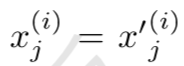 $x_j^{(i)} = x'^{(i)}_j$